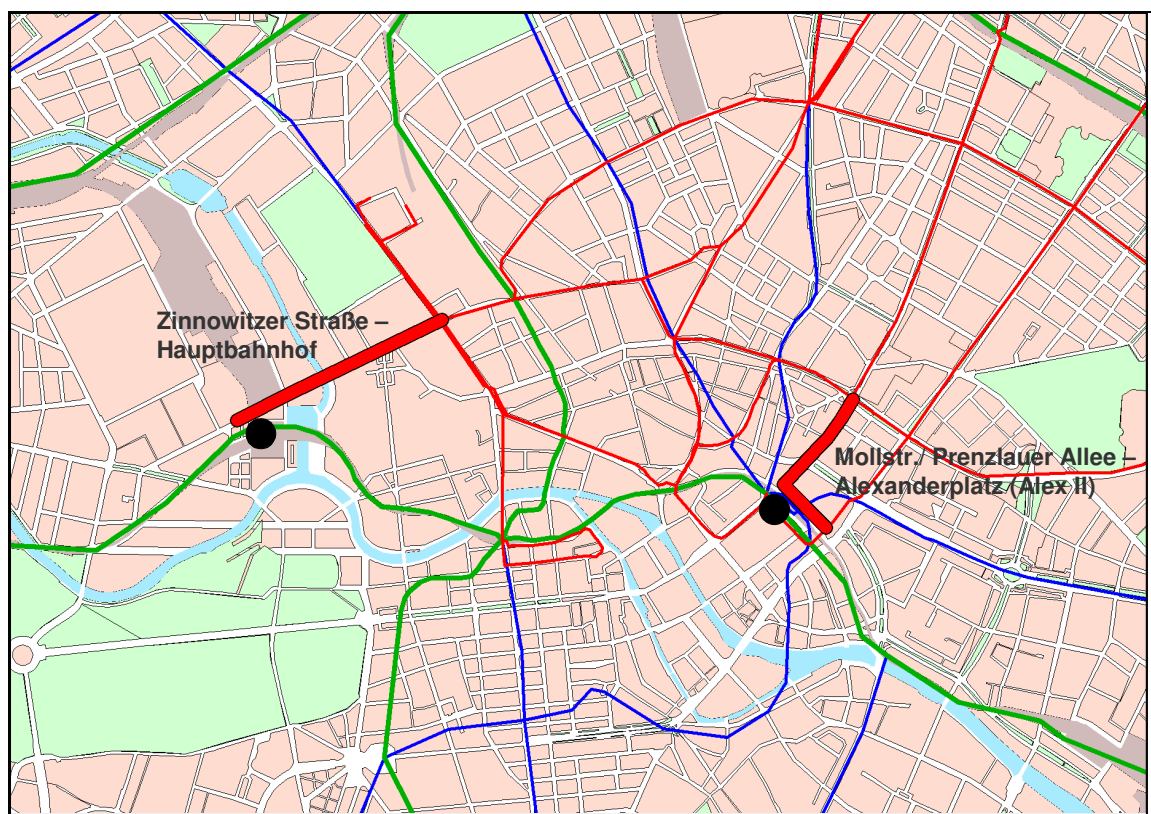 Zinnowitzer Straße –
Hauptbahnhof
Mollstr./ Prenzlauer Allee –
Alexanderplatz (Alex II)